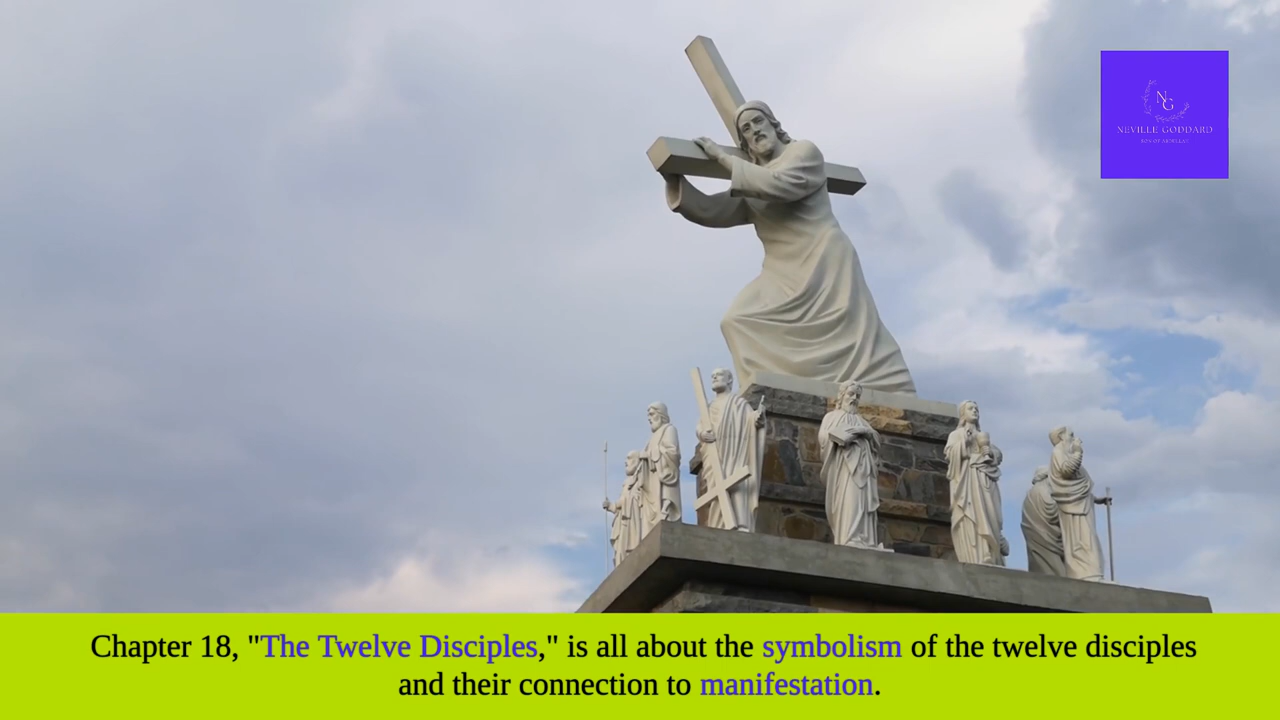 NG
NEVILLE GODDARD
Chapter 18, "The Twelve Disciples," is all about the symbolism of the twelve disciples
and their connection to manifestation.